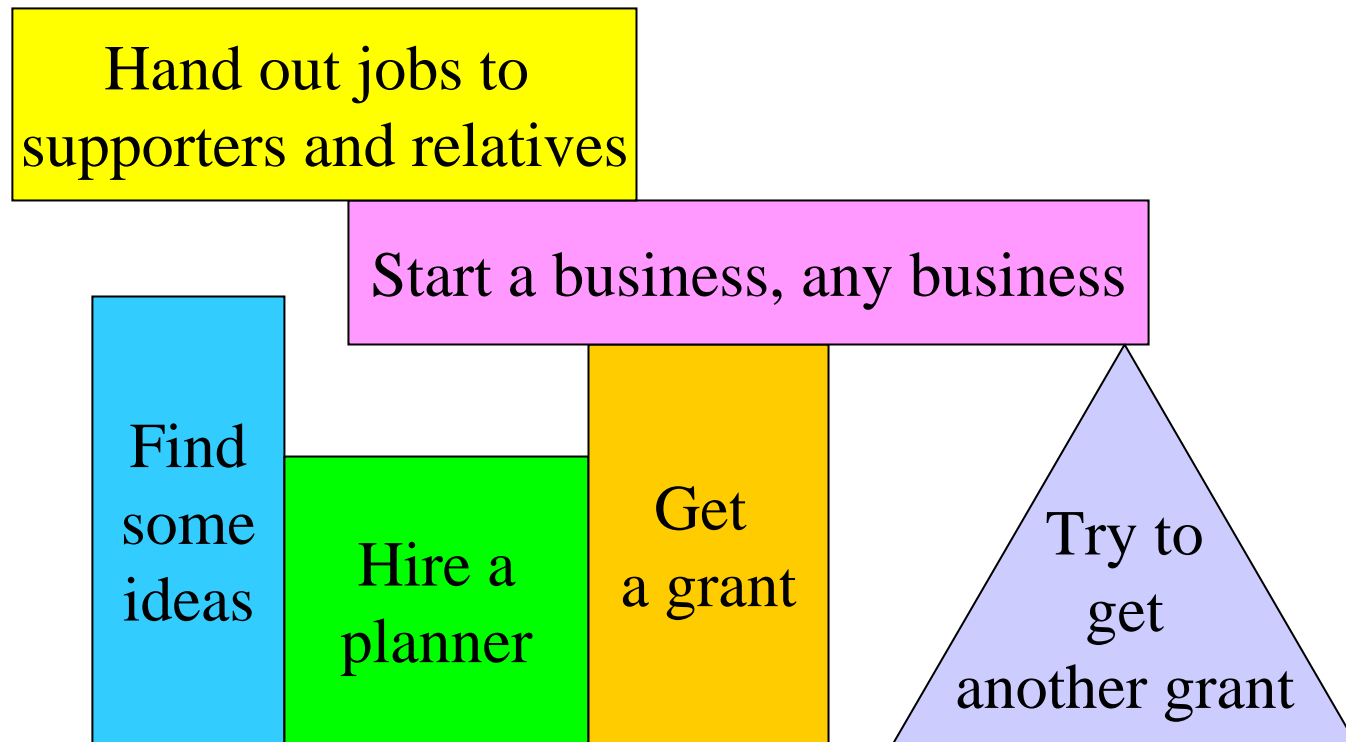 Hand out jobs to
supporters and relatives
Start a business, any business
Find
some
ideas
Hire a
planner
Get
a grant
Try to
get
another grant